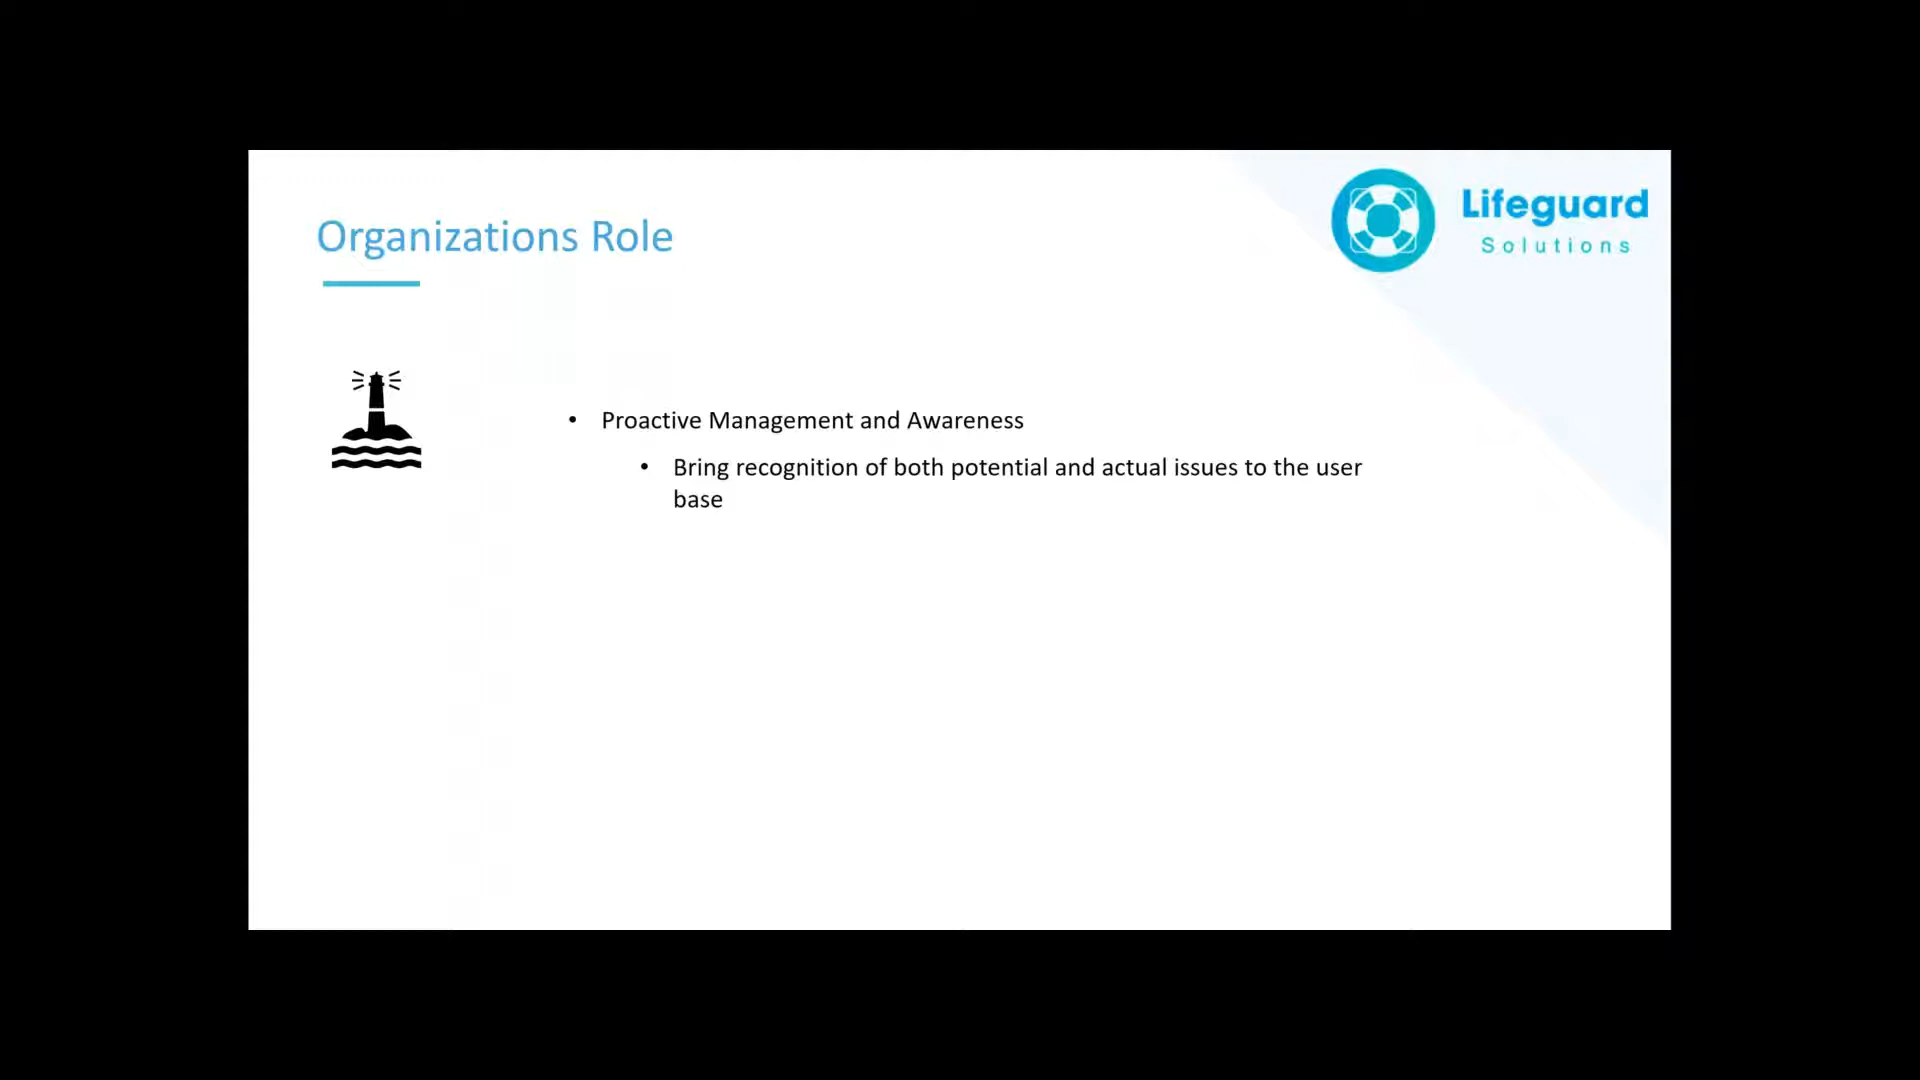 Lifeguard
Solutions
Organizations Role
• Proactive Management and Awareness
• Bring recognition of both potential and actual issues to the user
base